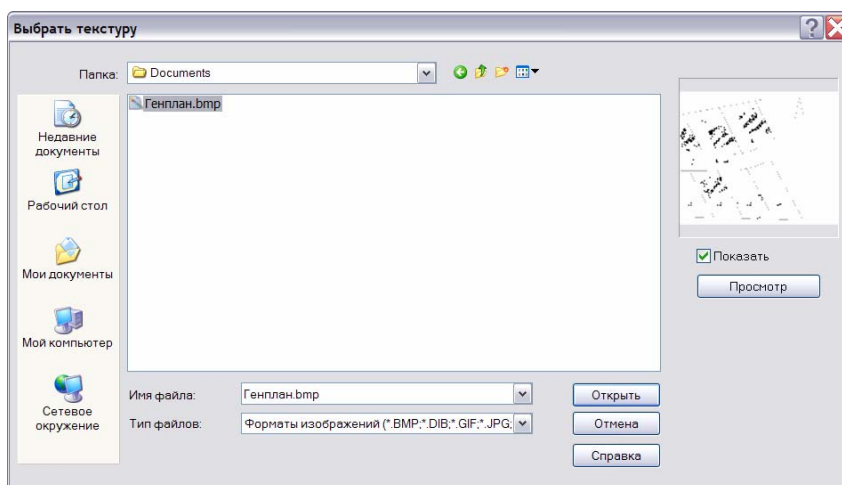 Выбрать текстуру
Папка: Documents
Генплан.bmp
Недавние
документы
Рабочий стол
Мои документы
Мой компьютер
Сетевое
окружение
Показать
Просмотр
Имя файла: Генплан.bmp Открыть
Тип файлов: Форматы изображений (*.BMP;*.DIB;*.GIF;*.JPG; Отмена
Справка